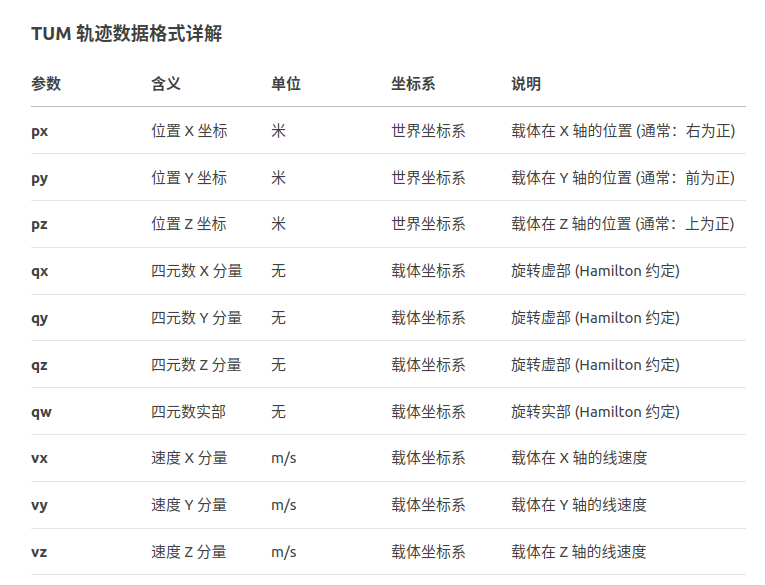 TUM 轨迹数据格式详解
参数 含义 单位 坐标系 说明
px 位置 X 坐标 米 世界坐标系 载体在 X 轴的位置 (通常：右为正)
py 位置 Y 坐标 米 世界坐标系 载体在 Y 轴的位置 (通常：前为正)
pz 位置 Z 坐标 米 世界坐标系 载体在 Z 轴的位置 (通常：上为正)
qx 四元数 X 分量 无 载体坐标系 旋转虚部 (Hamilton 约定)
qy 四元数 Y 分量 无 载体坐标系 旋转虚部 (Hamilton 约定)
qz 四元数 Z 分量 无 载体坐标系 旋转虚部 (Hamilton 约定)
qw 四元数实部 无 载体坐标系 旋转实部 (Hamilton 约定)
vx 速度 X 分量 m/s 载体坐标系 载体在 X 轴的线速度
vy 速度 Y 分量 m/s 载体坐标系 载体在 Y 轴的线速度
vz 速度 Z 分量 m/s 载体坐标系 载体在 Z 轴的线速度